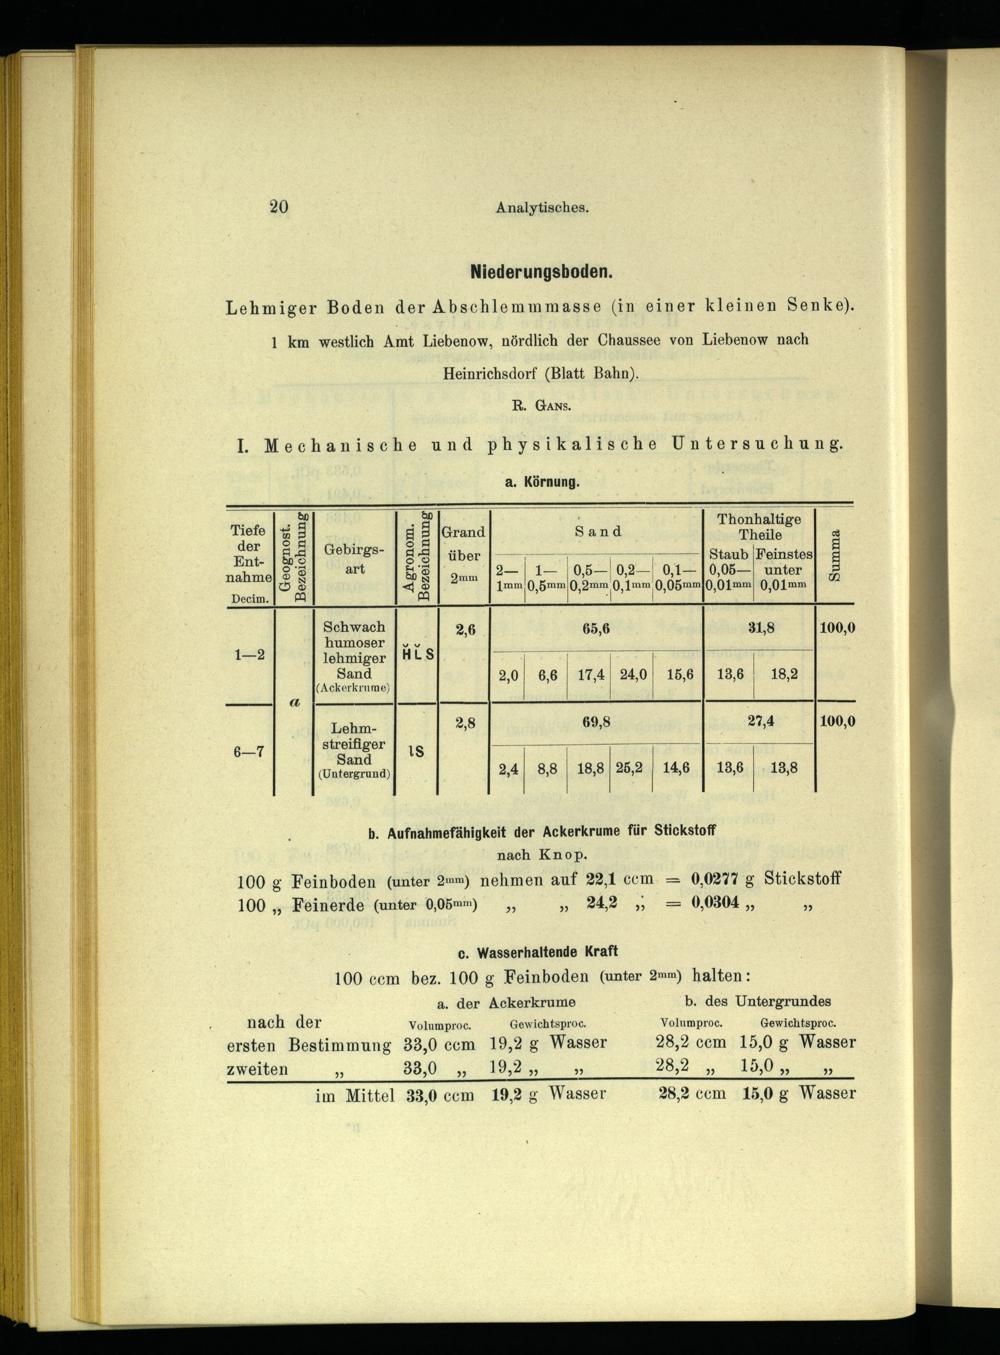 20 Analytisches.
Niederungsboden.
Lehmiger Boden der Abschlemmmasse (in einer kleinen Senke).
1 km westlich Amt Liebenow, nördlich der Chaussee von Liebenow nach
Heinrichsdorf (Blatt Bahn).
R. GANS.
I. Mechanische und physikalische Untersuchung.
a. Körnung.
Tiefe der Ent-nahme Decim. | Geognost. Bezeichnung | Gebirgs-art | Agronom. Bezeichnung | Grand über 2mm | Sand | Thonhaltige Theile | Summa
2—1mm | 1—0,5mm | 0,5—0,2mm | 0,2—0,1mm | 0,1—0,05mm | Staub 0,05—0,01mm | Feinstes unter 0,01mm
1—2 | a | Schwach humoser lehmiger Sand (Ackerkrume) | H̆L̆S | 2,6 | 65,6 | 31,8 | 100,0
2,0 | 6,6 | 17,4 | 24,0 | 15,6 | 13,6 | 18,2
6—7 | Lehm-streifiger Sand (Untergrund) | lS | 2,8 | 69,8 | 27,4 | 100,0
2,4 | 8,8 | 18,8 | 25,2 | 14,6 | 13,6 | 13,8
b. Aufnahmefähigkeit der Ackerkrume für Stickstoff
nach Knop.
100 g Feinboden (unter 2mm) nehmen auf 22,1 ccm = 0,0277 g Stickstoff
100 „ Feinerde (unter 0,05mm) „ „ 24,2 „ = 0,0304 „ „
c. Wasserhaltende Kraft
100 ccm bez. 100 g Feinboden (unter 2mm) halten:
a. der Ackerkrume b. des Untergrundes
nach der Volumproc. Gewichtsproc. Volumproc. Gewichtsproc.
ersten Bestimmung 33,0 ccm 19,2 g Wasser 28,2 ccm 15,0 g Wasser
zweiten „ 33,0 „ 19,2 „ „ 28,2 „ 15,0 „ „
im Mittel 33,0 ccm 19,2 g Wasser 28,2 ccm 15,0 g Wasser